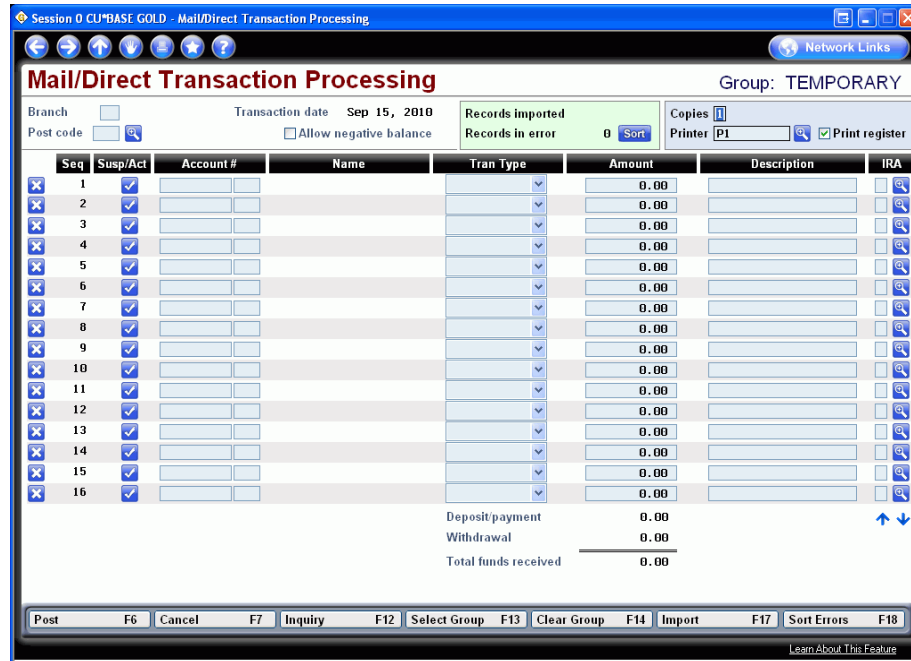 Session 0 CU*BASE GOLD - Mail/Direct Transaction Processing
Network Links
Mail/Direct Transaction Processing Group: TEMPORARY
Branch Transaction date Sep 15, 2010 Records imported Copies 1
Post code Allow negative balance Records in error 0 Sort Printer P1 Print register
Seq Susp/Act Account # Name Tran Type Amount Description IRA
1 0.00
2 0.00
3 0.00
4 0.00
5 0.00
6 0.00
7 0.00
8 0.00
9 0.00
10 0.00
11 0.00
12 0.00
13 0.00
14 0.00
15 0.00
16 0.00
Deposit/payment 0.00
Withdrawal 0.00
Total funds received 0.00
Post F6 Cancel F7 Inquiry F12 Select Group F13 Clear Group F14 Import F17 Sort Errors F18
Learn About This Feature